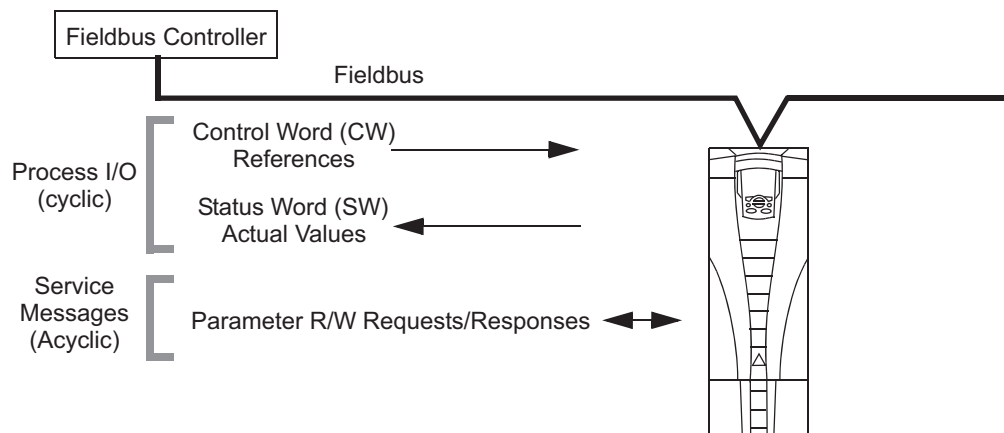 Fieldbus Controller
Fieldbus
Process I/O
(cyclic)
Control Word (CW)
References
Status Word (SW)
Actual Values
Service
Messages
(Acyclic)
Parameter R/W Requests/Responses